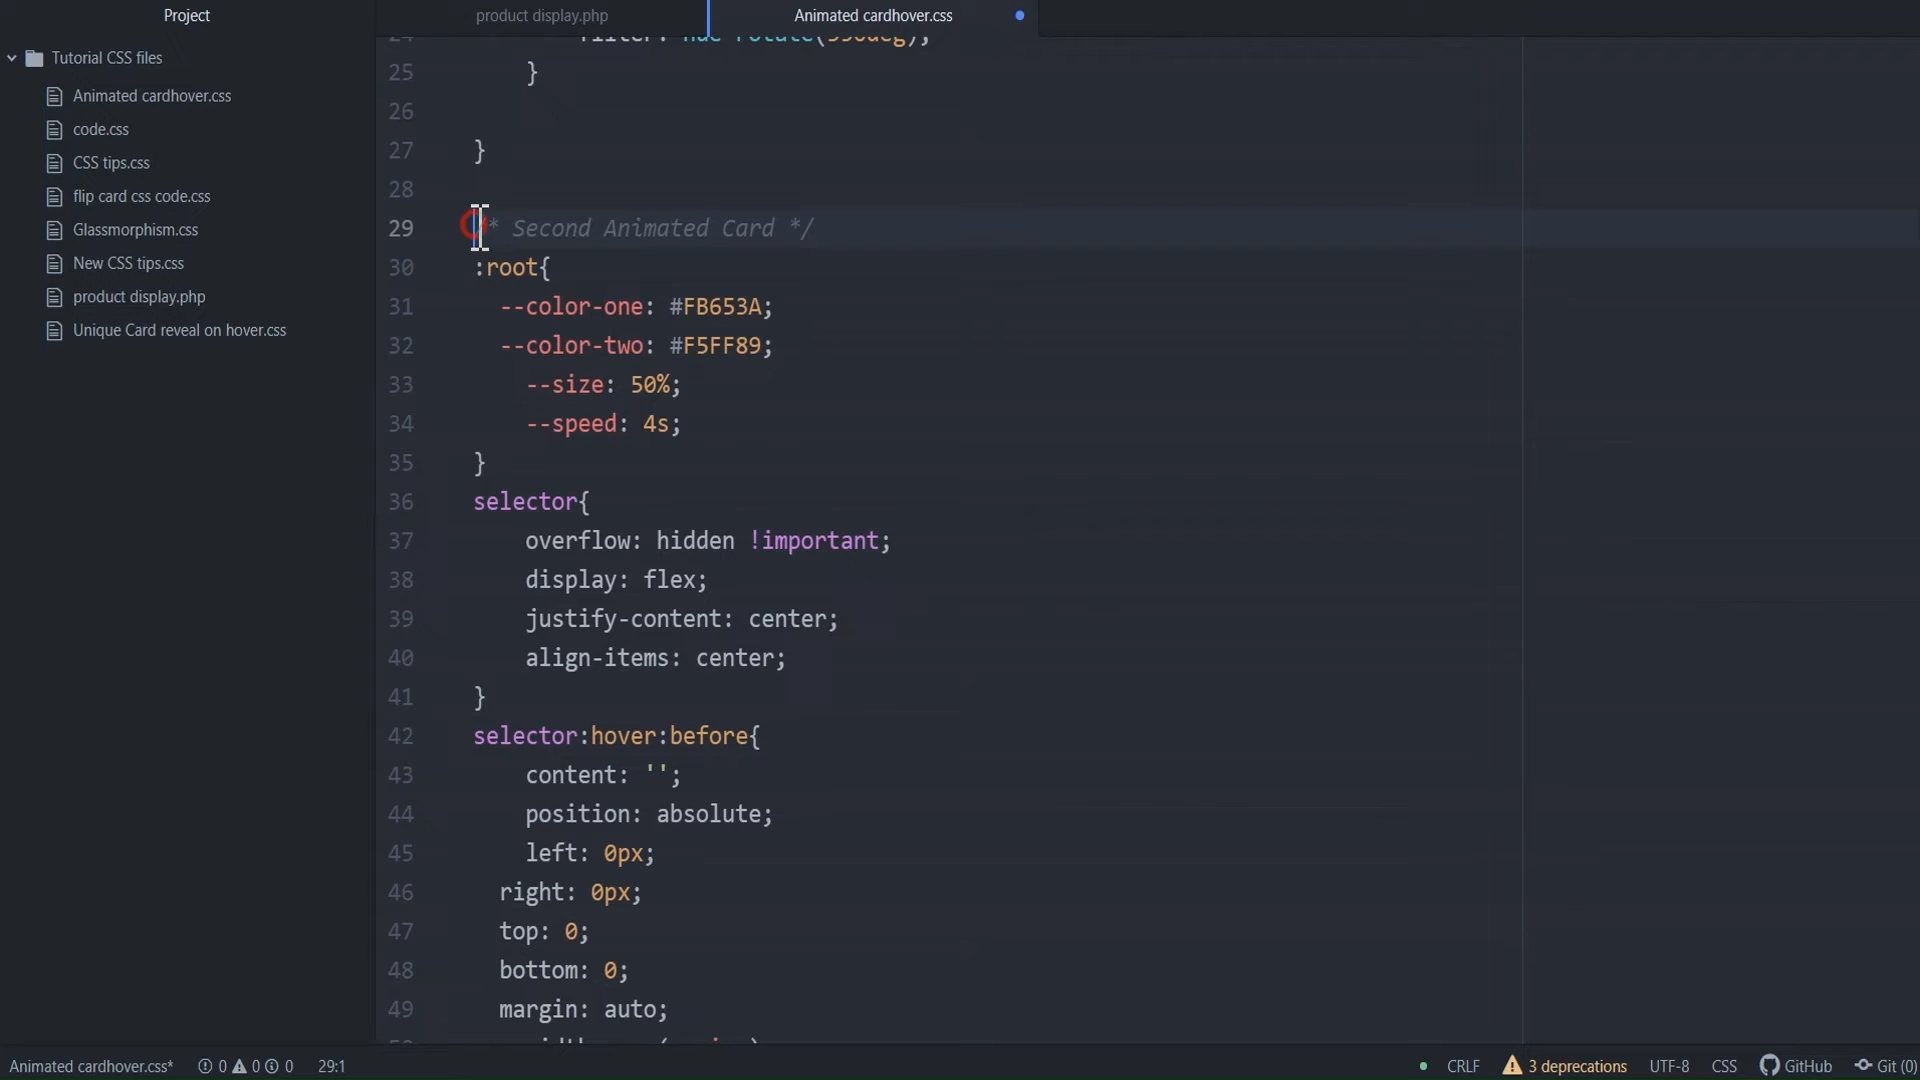 Project
product display.php
Animated cardhover.css
Tutorial CSS files
Animated cardhover.css
code.css
CSS tips.css
flip card css code.css
Glassmorphism.css
New CSS tips.css
product display.php
Unique Card reveal on hover.css
25 }
26
27 }
28
29 /* Second Animated Card */
30 :root{
31 --color-one: #FB653A;
32 --color-two: #F5FF89;
33 --size: 50%;
34 --speed: 4s;
35 }
36 selector{
37 overflow: hidden !important;
38 display: flex;
39 justify-content: center;
40 align-items: center;
41 }
42 selector:hover:before{
43 content: '';
44 position: absolute;
45 left: 0px;
46 right: 0px;
47 top: 0;
48 bottom: 0;
49 margin: auto;
Animated cardhover.css* 0 0 0 29:1 CRLF 3 deprecations UTF-8 CSS GitHub Git (0)